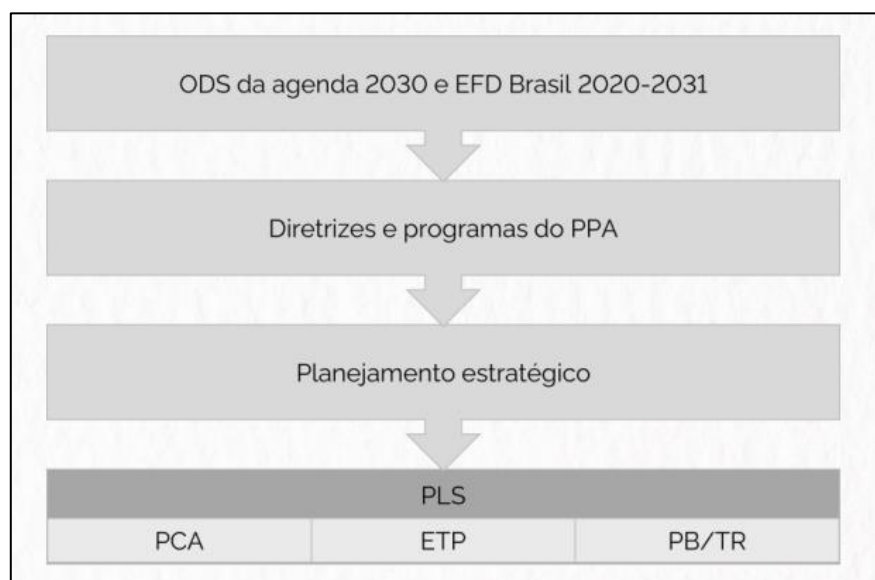 ODS da agenda 2030 e EFD Brasil 2020-2031
Diretrizes e programas do PPA
Planejamento estratégico
PLS
PCA
ETP
PB/TR